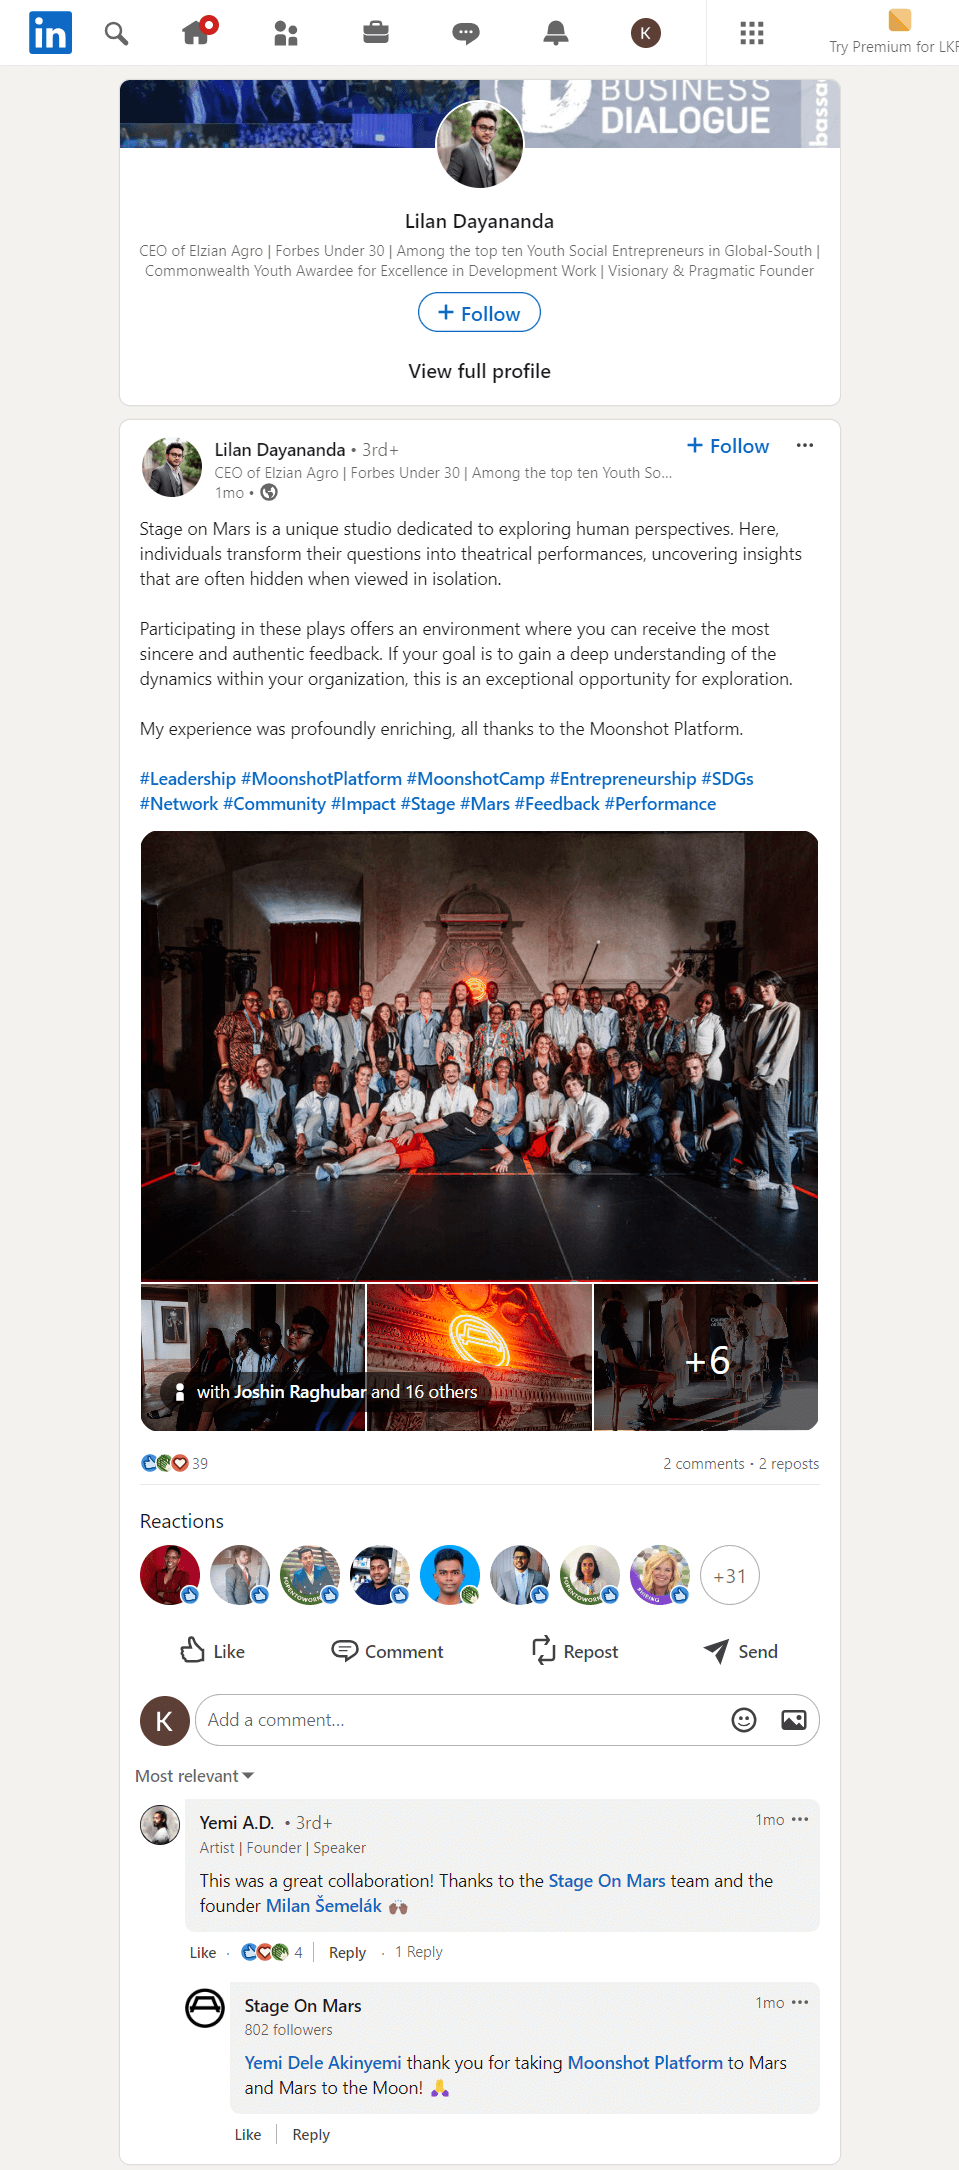 in
K
Try Premium for LKR
BUSINESS
DIALOGUE
bassa
Lilan Dayananda
CEO of Elzian Agro | Forbes Under 30 | Among the top ten Youth Social Entrepreneurs in Global-South |
Commonwealth Youth Awardee for Excellence in Development Work | Visionary & Pragmatic Founder
+ Follow
View full profile
Lilan Dayananda • 3rd+
+ Follow
CEO of Elzian Agro | Forbes Under 30 | Among the top ten Youth So...
1mo •
Stage on Mars is a unique studio dedicated to exploring human perspectives. Here,
individuals transform their questions into theatrical performances, uncovering insights
that are often hidden when viewed in isolation.
Participating in these plays offers an environment where you can receive the most
sincere and authentic feedback. If your goal is to gain a deep understanding of the
dynamics within your organization, this is an exceptional opportunity for exploration.
My experience was profoundly enriching, all thanks to the Moonshot Platform.
#Leadership #MoonshotPlatform #MoonshotCamp #Entrepreneurship #SDGs
#Network #Community #Impact #Stage #Mars #Feedback #Performance
+6
with Joshin Raghubar and 16 others
39
2 comments • 2 reposts
Reactions
+31
Like
Comment
Repost
Send
K
Add a comment...
Most relevant
Yemi A.D. • 3rd+
1mo
Artist | Founder | Speaker
This was a great collaboration! Thanks to the Stage On Mars team and the
founder Milan Šemelák 🙌🏾
Like · 4 | Reply · 1 Reply
Stage On Mars
1mo
802 followers
Yemi Dele Akinyemi thank you for taking Moonshot Platform to Mars
and Mars to the Moon! 🙏
Like | Reply